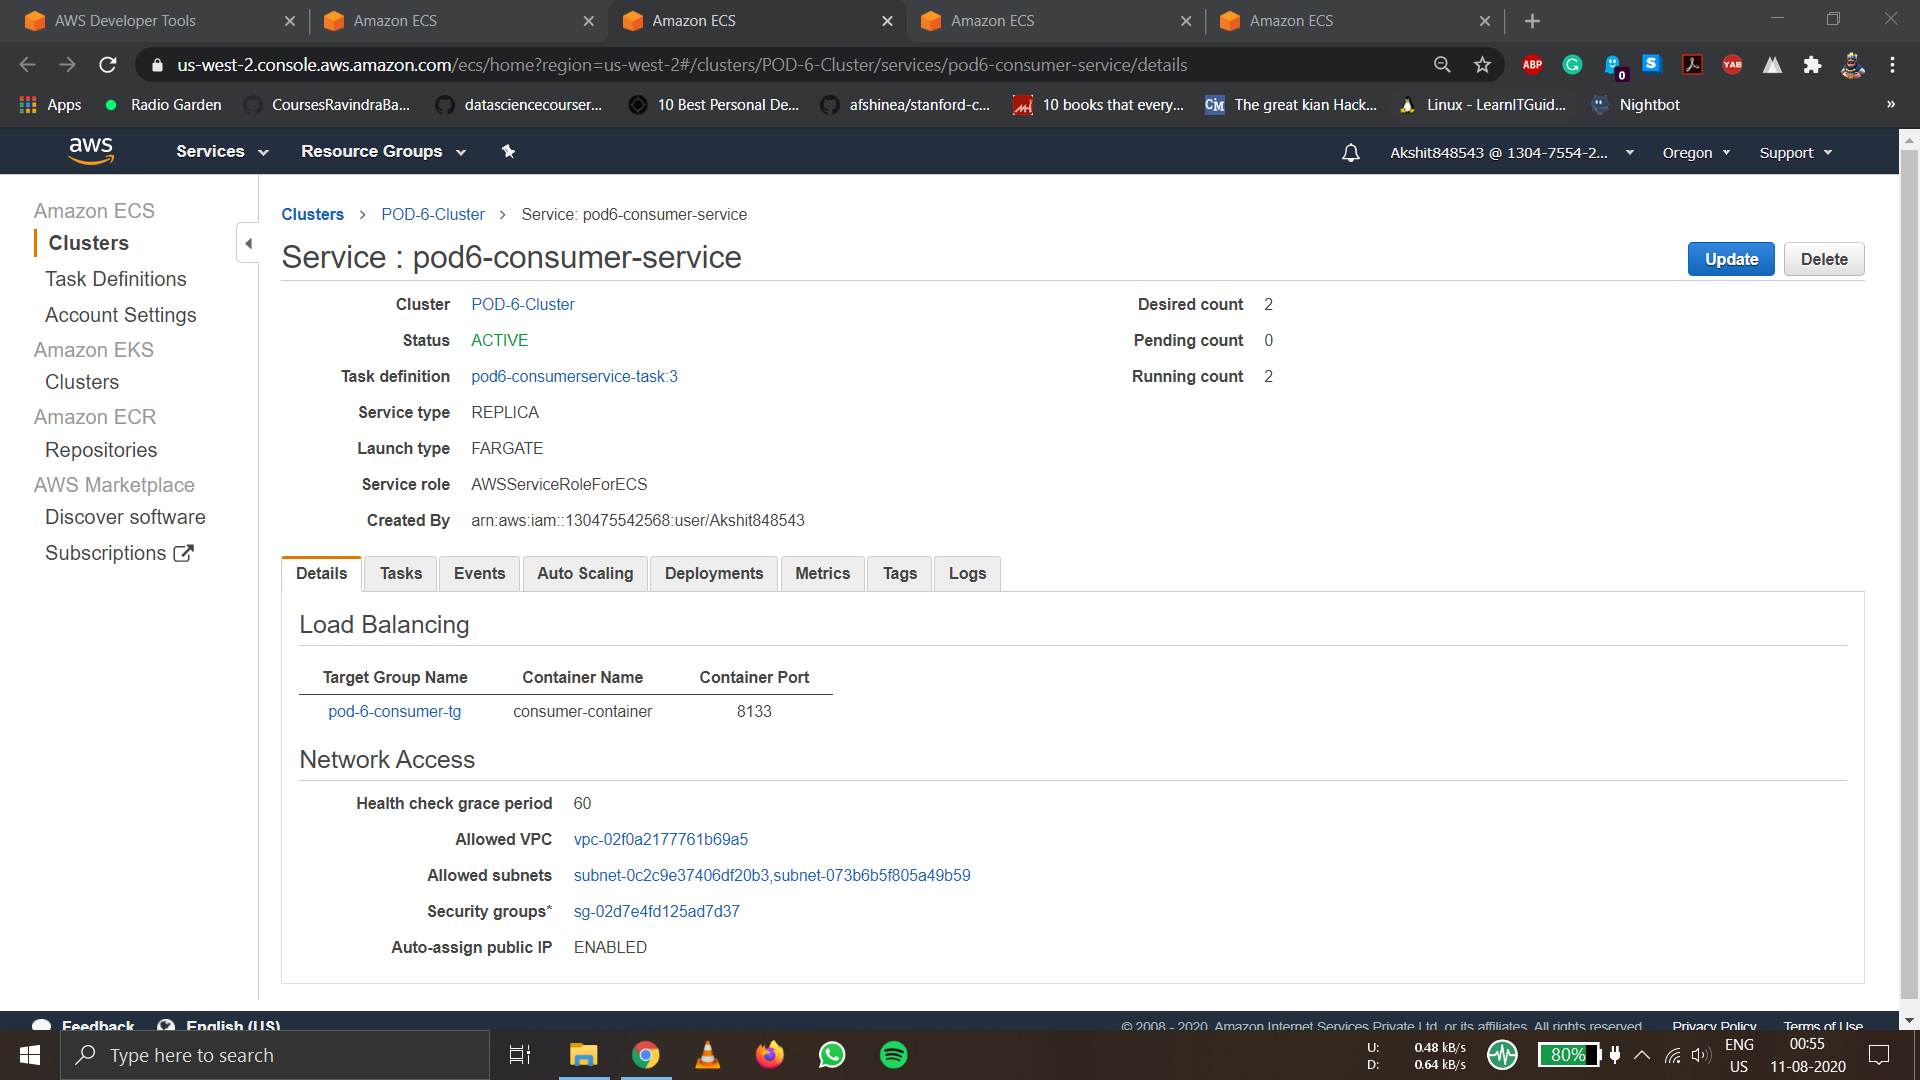 AWS Developer Tools
Amazon ECS
Amazon ECS
Amazon ECS
Amazon ECS
us-west-2.console.aws.amazon.com/ecs/home?region=us-west-2#/clusters/POD-6-Cluster/services/pod6-consumer-service/details
ABP
0
S
YAB
Apps
Radio Garden
CoursesRavindraBa...
datasciencecourser...
10 Best Personal De...
afshinea/stanford-c...
10 books that every...
CM
The great kian Hack...
Linux - LearnITGuid...
Nightbot
»
aws
Services
Resource Groups
Akshit848543 @ 1304-7554-2...
Oregon
Support
Amazon ECS
Clusters
Task Definitions
Account Settings
Amazon EKS
Clusters
Amazon ECR
Repositories
AWS Marketplace
Discover software
Subscriptions
Clusters > POD-6-Cluster > Service: pod6-consumer-service
Service : pod6-consumer-service
Update
Delete
Cluster POD-6-Cluster
Status ACTIVE
Task definition pod6-consumerservice-task:3
Service type REPLICA
Launch type FARGATE
Service role AWSServiceRoleForECS
Created By arn:aws:iam::130475542568:user/Akshit848543
Desired count 2
Pending count 0
Running count 2
Details
Tasks
Events
Auto Scaling
Deployments
Metrics
Tags
Logs
Load Balancing
Target Group Name Container Name Container Port
pod-6-consumer-tg consumer-container 8133
Network Access
Health check grace period 60
Allowed VPC vpc-02f0a2177761b69a5
Allowed subnets subnet-0c2c9e37406df20b3,subnet-073b6b5f805a49b59
Security groups* sg-02d7e4fd125ad7d37
Auto-assign public IP ENABLED
Feedback
English (US)
© 2008 - 2020, Amazon Internet Services Private Ltd. or its affiliates. All rights reserved.
Privacy Policy
Terms of Use
Type here to search
U: 0.48 kB/s
D: 0.64 kB/s
80%
ENG
US
00:55
11-08-2020